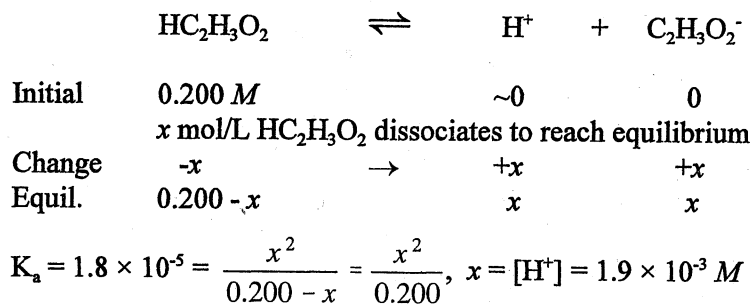 HC₂H₃O₂ ⇌ H⁺ + C₂H₃O₂⁻
Initial 0.200 M ~0 0
x mol/L HC₂H₃O₂ dissociates to reach equilibrium
Change -x → +x +x
Equil. 0.200 - x x x
Kₐ = 1.8 × 10⁻⁵ = x² / (0.200 − x) = x² / 0.200, x = [H⁺] = 1.9 × 10⁻³ M